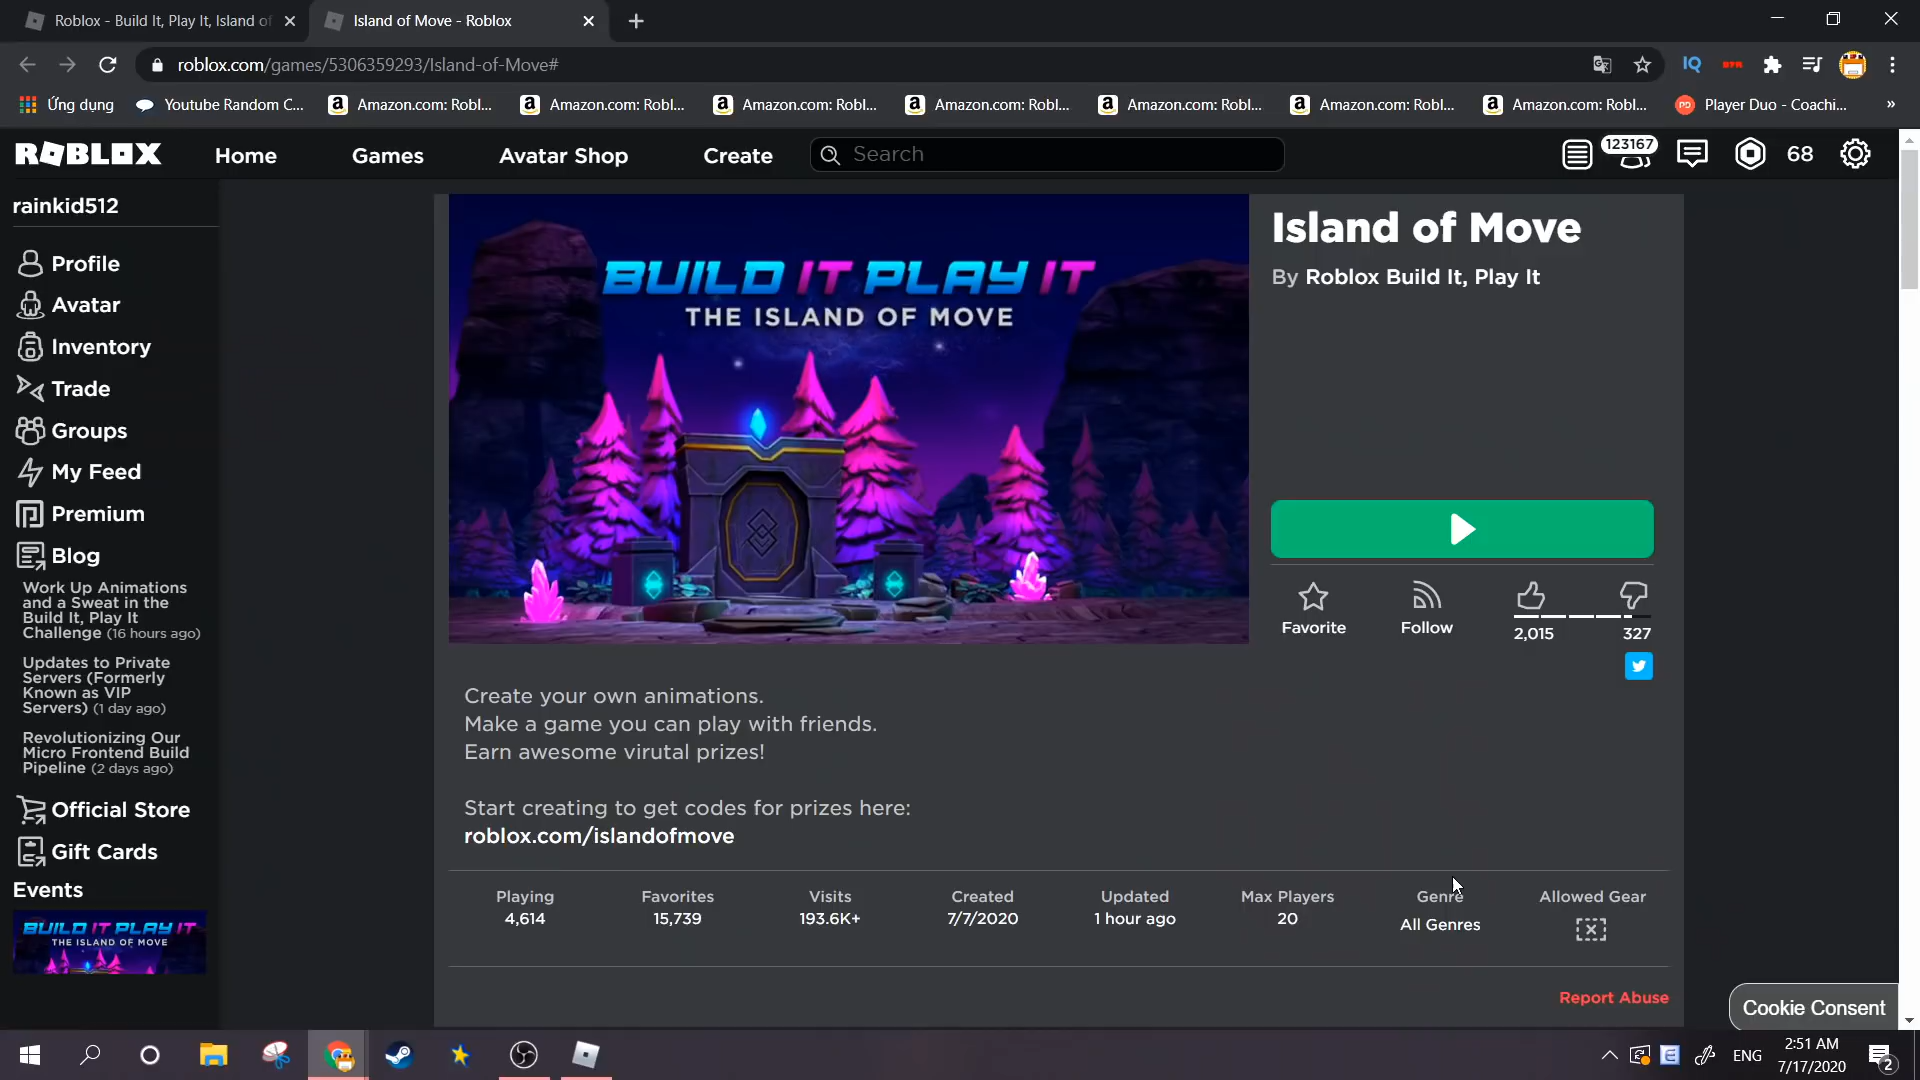 Roblox - Build It, Play It, Island of
Island of Move - Roblox
roblox.com/games/5306359293/Island-of-Move#
Ứng dụng
Youtube Random C...
Amazon.com: Robl...
Amazon.com: Robl...
Amazon.com: Robl...
Amazon.com: Robl...
Amazon.com: Robl...
Amazon.com: Robl...
Amazon.com: Robl...
Player Duo - Coachi...
»
ROBLOX
Home
Games
Avatar Shop
Create
Search
123167
68
rainkid512
Profile
Avatar
Inventory
Trade
Groups
My Feed
Premium
Blog
Work Up Animations
and a Sweat in the
Build It, Play It
Challenge (16 hours ago)
Updates to Private
Servers (Formerly
Known as VIP
Servers) (1 day ago)
Revolutionizing Our
Micro Frontend Build
Pipeline (2 days ago)
Official Store
Gift Cards
Events
BUILD IT PLAY IT
THE ISLAND OF MOVE
BUILD IT PLAY IT
THE ISLAND OF MOVE
Island of Move
By Roblox Build It, Play It
Favorite
Follow
2,015
327
Create your own animations.
Make a game you can play with friends.
Earn awesome virutal prizes!
Start creating to get codes for prizes here:
roblox.com/islandofmove
Playing
4,614
Favorites
15,739
Visits
193.6K+
Created
7/7/2020
Updated
1 hour ago
Max Players
20
Genre
All Genres
Allowed Gear
Report Abuse
Cookie Consent
ENG
2:51 AM
7/17/2020
2